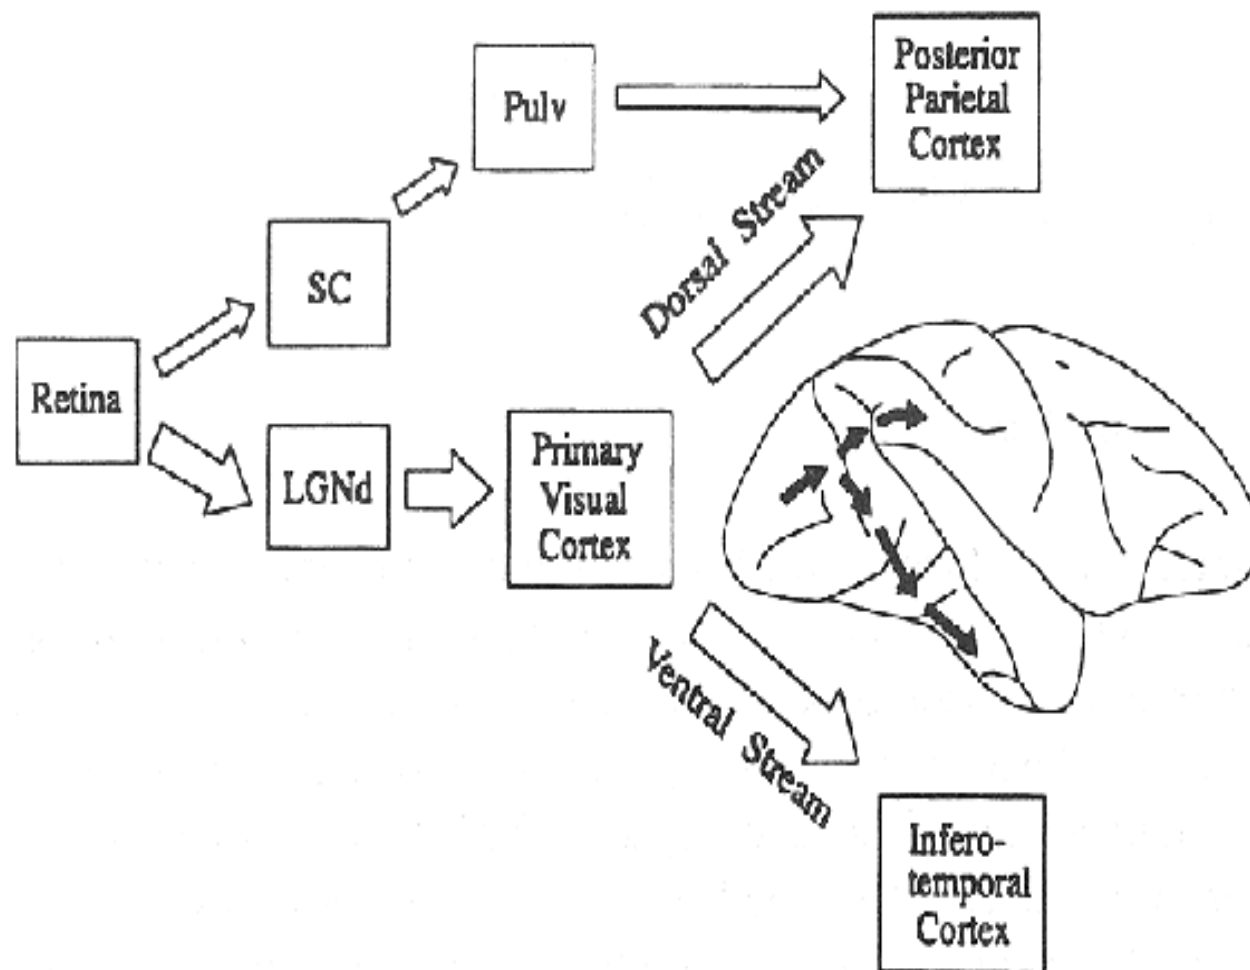 Posterior
Parietal
Cortex
Pulv
Dorsal Stream
SC
Retina
LGNd
Primary
Visual
Cortex
Ventral Stream
Infero-
temporal
Cortex